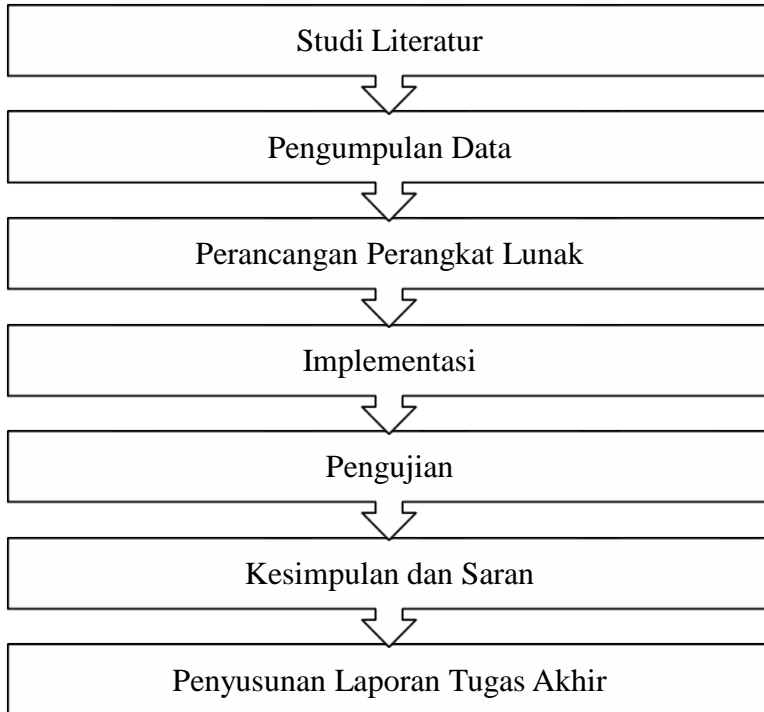 Studi Literatur
Pengumpulan Data
Perancangan Perangkat Lunak
Implementasi
Pengujian
Kesimpulan dan Saran
Penyusunan Laporan Tugas Akhir